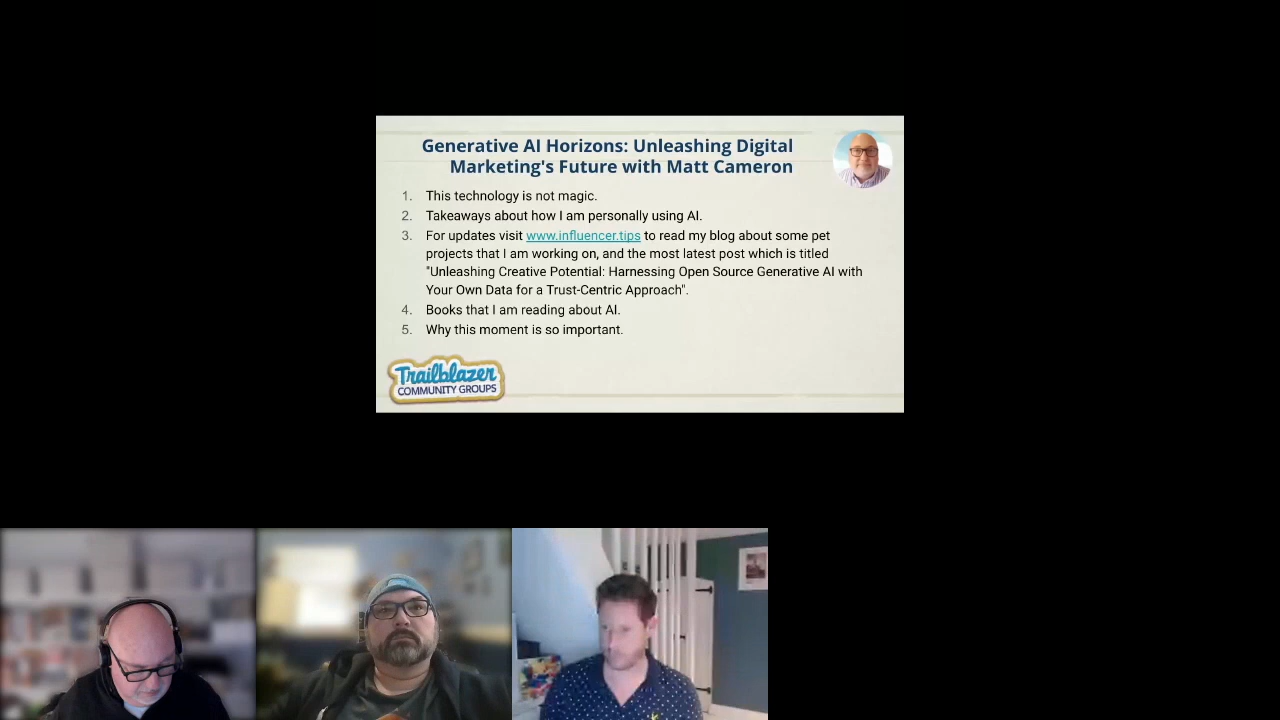 Generative AI Horizons: Unleashing Digital
Marketing's Future with Matt Cameron
1. This technology is not magic.
2. Takeaways about how I am personally using AI.
3. For updates visit www.influencer.tips to read my blog about some pet
projects that I am working on, and the most latest post which is titled
"Unleashing Creative Potential: Harnessing Open Source Generative AI with
Your Own Data for a Trust-Centric Approach".
4. Books that I am reading about AI.
5. Why this moment is so important.
Trailblazer
COMMUNITY GROUPS